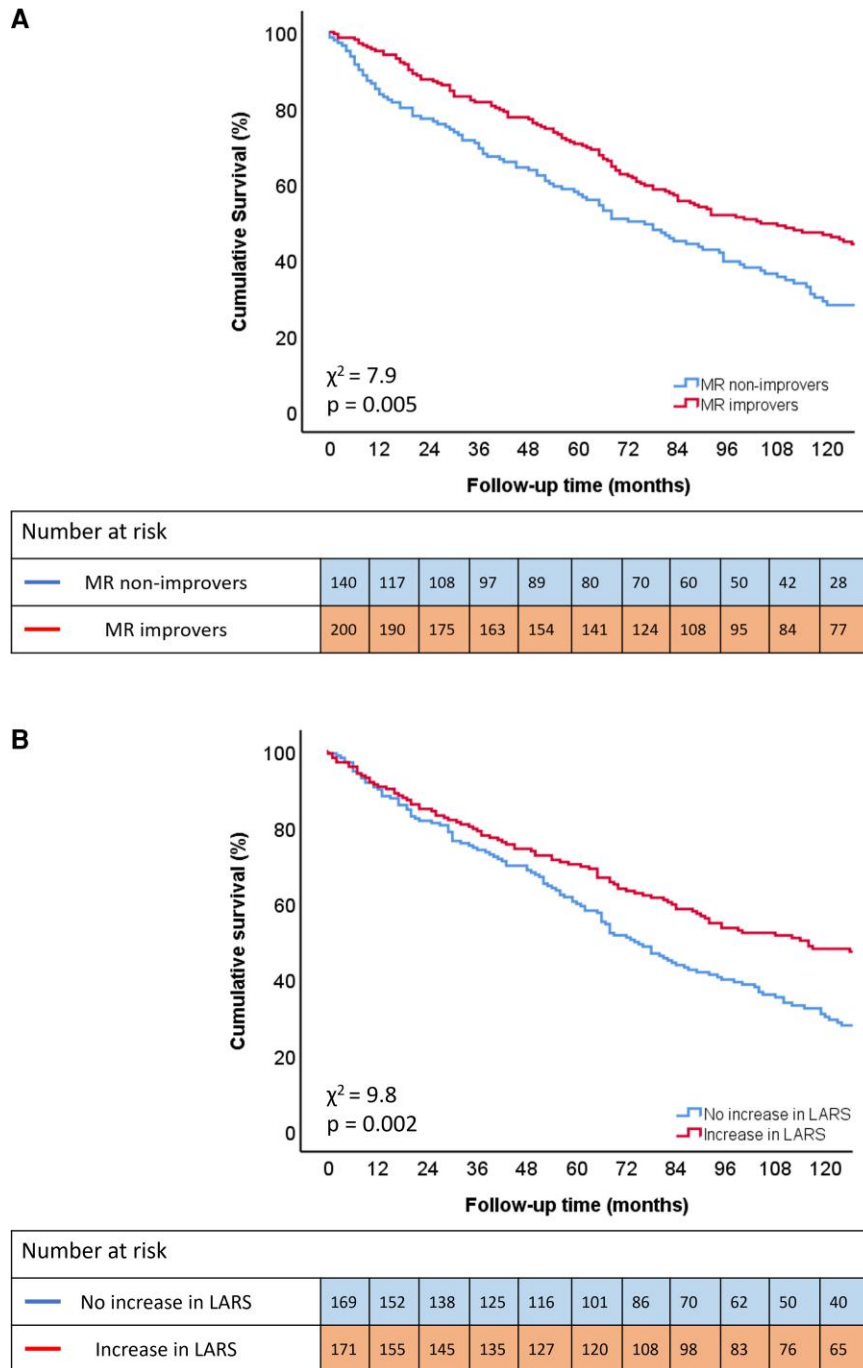 A
100
80
60
40
20
0
Cumulative Survival (%)
χ² = 7.9
p = 0.005
MR non-improvers
MR improvers
0 12 24 36 48 60 72 84 96 108 120
Follow-up time (months)
Number at risk
MR non-improvers 140 117 108 97 89 80 70 60 50 42 28
MR improvers 200 190 175 163 154 141 124 108 95 84 77
B
100
80
60
40
20
0
Cumulative survival (%)
χ² = 9.8
p = 0.002
No increase in LARS
Increase in LARS
0 12 24 36 48 60 72 84 96 108 120
Follow-up time (months)
Number at risk
No increase in LARS 169 152 138 125 116 101 86 70 62 50 40
Increase in LARS 171 155 145 135 127 120 108 98 83 76 65